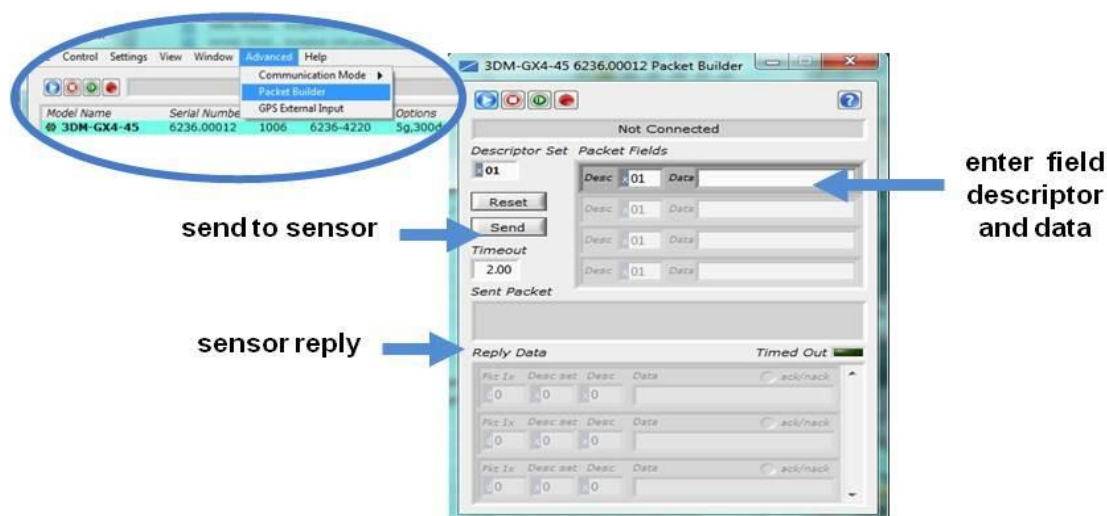 Control Settings View Window Advanced Help
Communication Mode
Packet Builder
GPS External Input
Model Name Serial Numbe Options
3DM-GX4-45 6236.00012 1006 6236-4220 5g,300d
3DM-GX4-45 6236.00012 Packet Builder
Not Connected
Descriptor Set Packet Fields
x 01
Desc x 01 Data
Reset
Desc x 01 Data
Send
Desc x 01 Data
Timeout
2.00
Desc x 01 Data
Sent Packet
Reply Data Timed Out
Pkt Ix Desc set Desc Data ack/nack
d 0 x 0 x 0
Pkt Ix Desc set Desc Data ack/nack
d 0 x 0 x 0
Pkt Ix Desc set Desc Data ack/nack
d 0 x 0 x 0
send to sensor
sensor reply
enter field
descriptor
and data